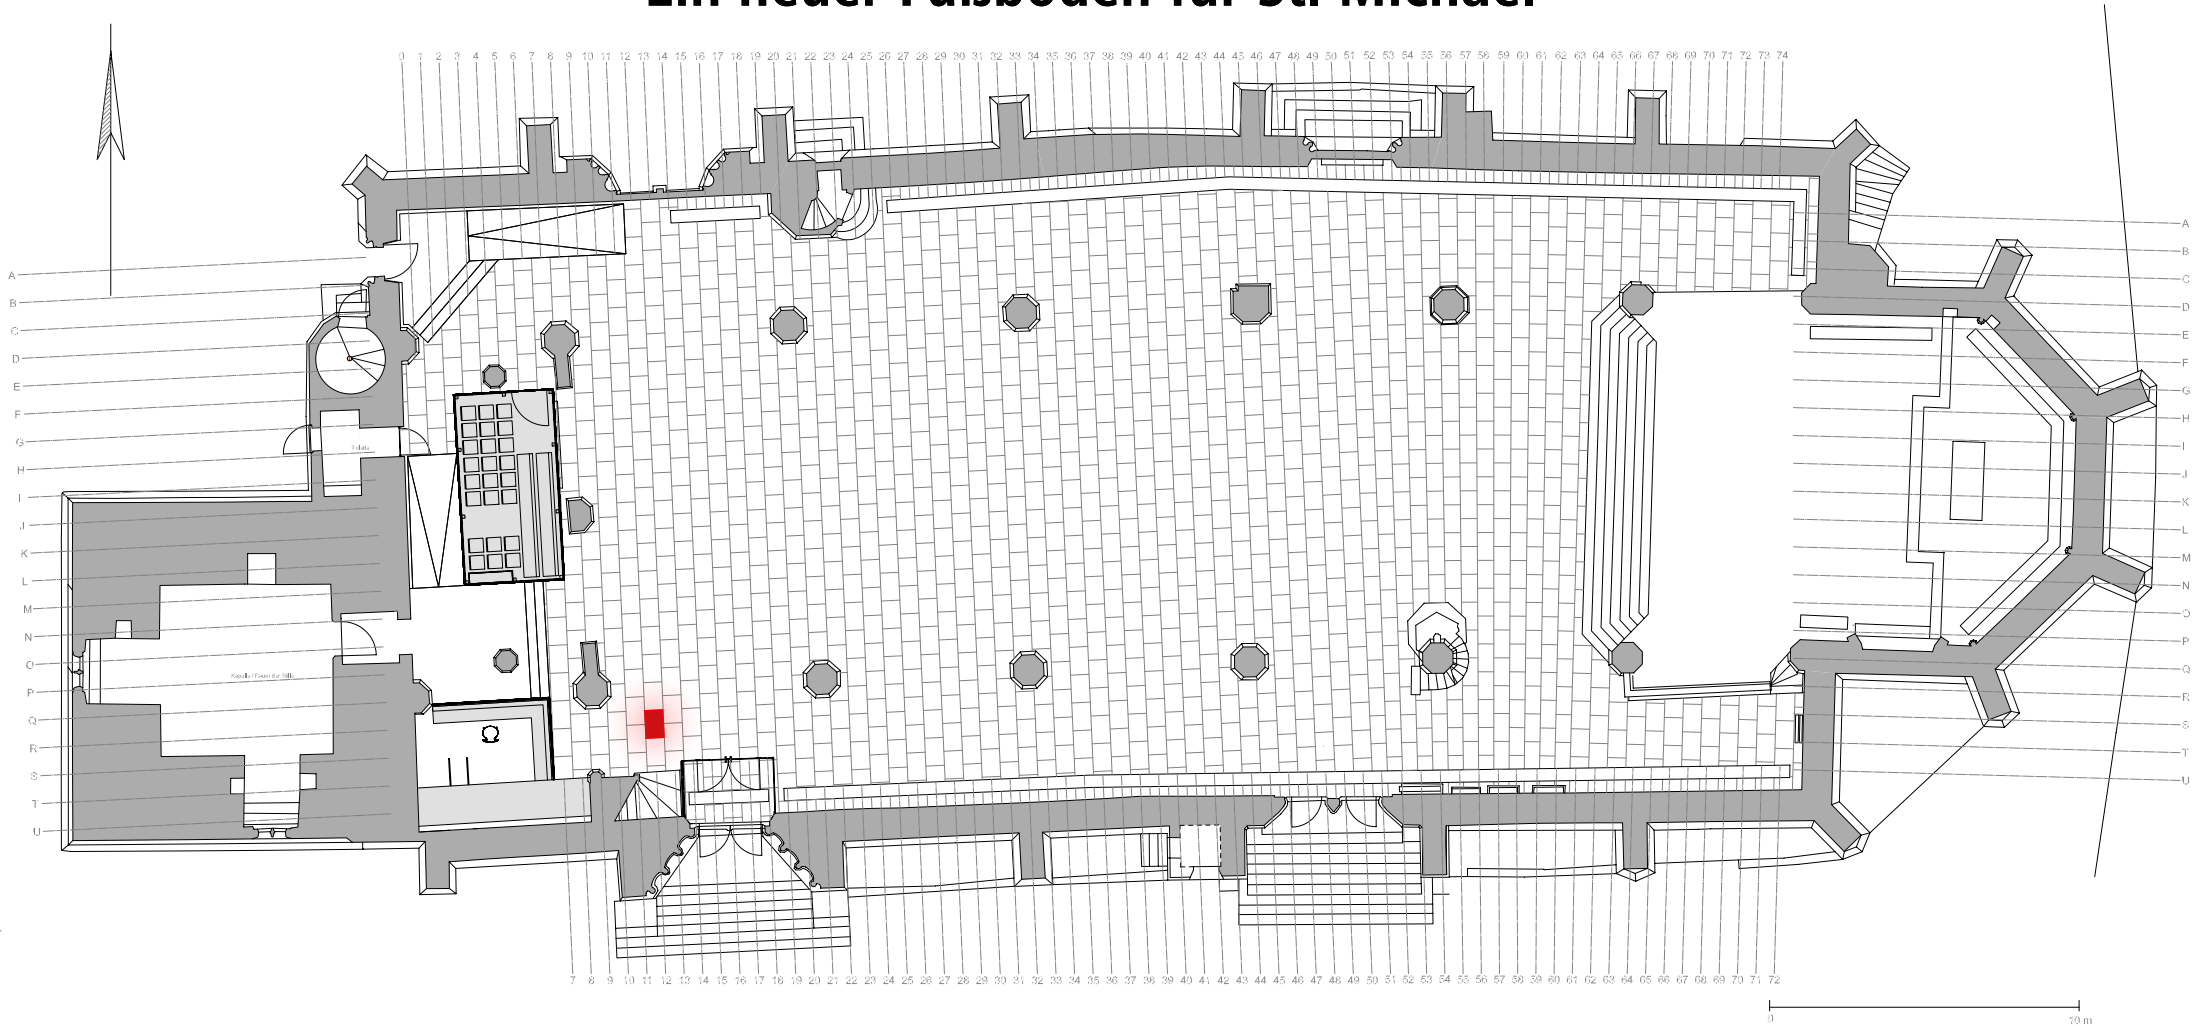 Ein neuer Fußboden für St. Michael
0 1 2 3 4 5 6 7 8 9 10 11 12 13 14 15 16 17 18 19 20 21 22 23 24 25 26 27 28 29 30 31 32 33 34 35 36 37 38 39 40 41 42 43 44 45 46 47 48 49 50 51 52 53 54 55 56 57 58 59 60 61 62 63 64 65 66 67 68 69 70 71 72 73 74
A
B
C
D
E
F
G
H
I
J
K
L
M
N
O
P
Q
R
S
T
U
Kapelle / Raum der Stille
A
B
C
D
E
F
G
H
I
J
K
L
M
N
O
P
Q
R
S
T
U
7 8 9 10 11 12 13 14 15 16 17 18 19 20 21 22 23 24 25 26 27 28 29 30 31 32 33 34 35 36 37 38 39 40 41 42 43 44 45 46 47 48 49 50 51 52 53 54 55 56 57 58 59 60 61 62 63 64 65 66 67 68 69 70 71 72
0 10 m